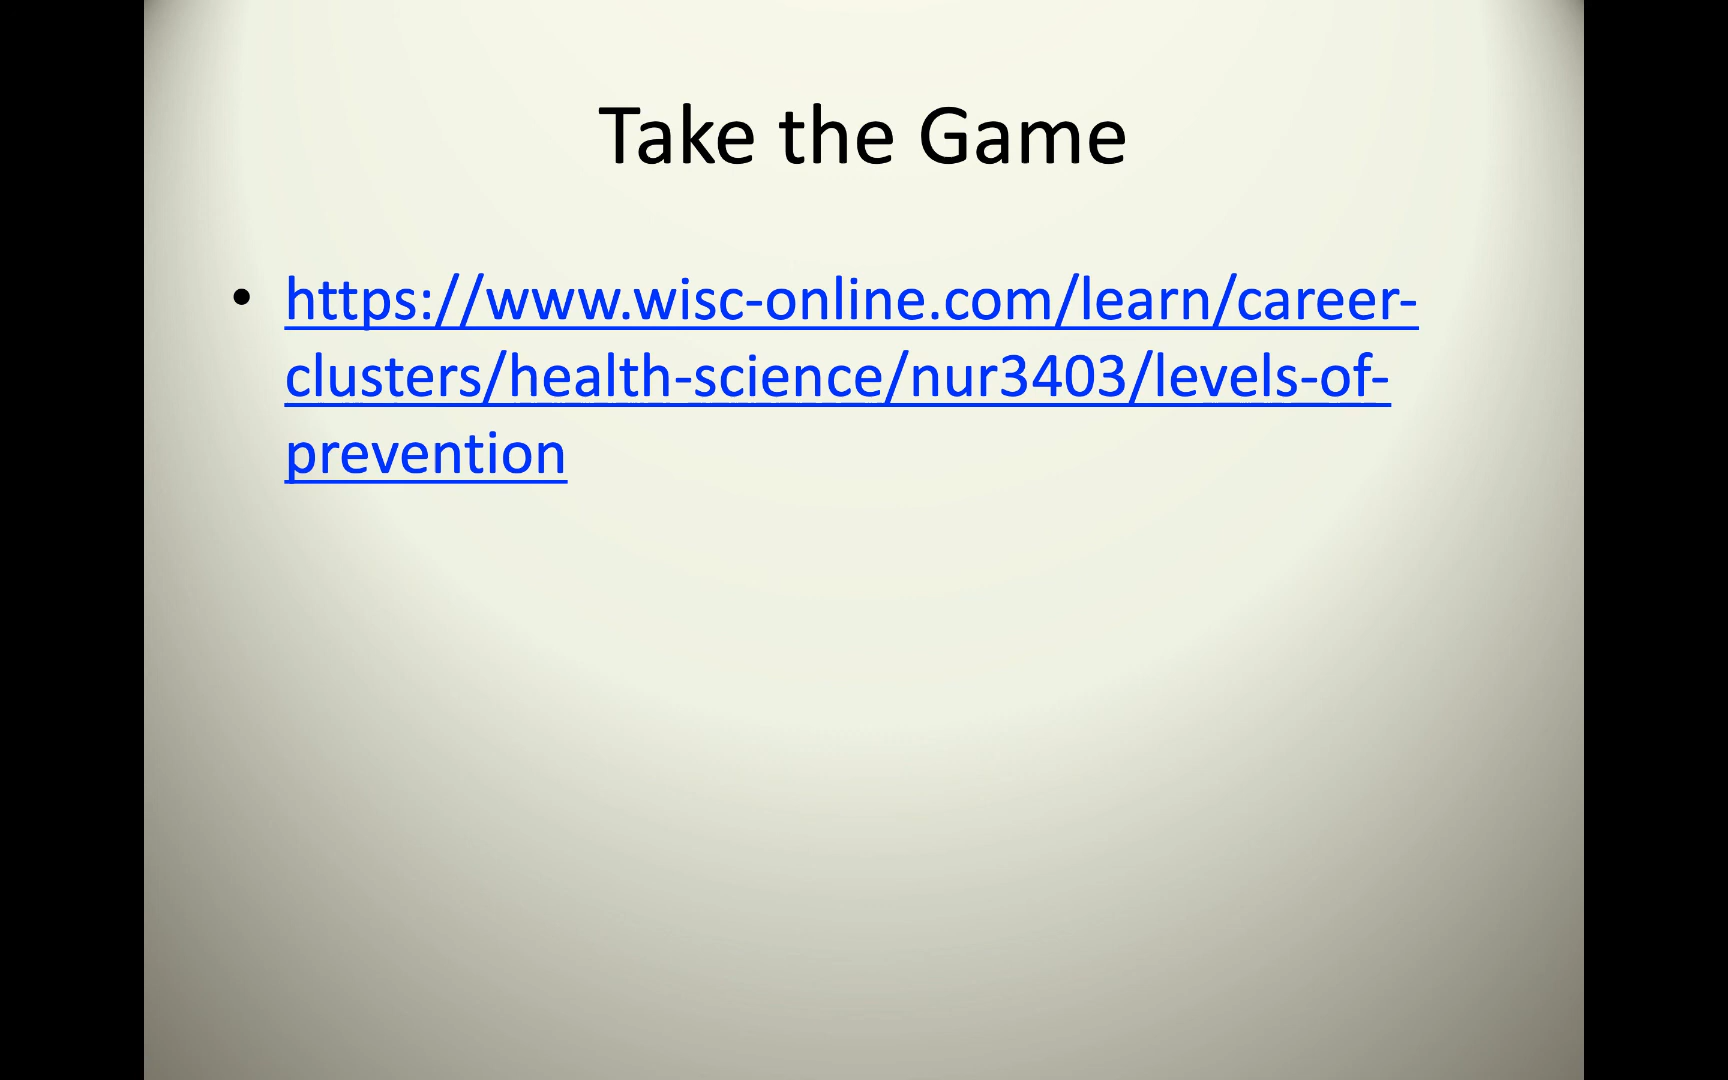 Take the Game
• https://www.wisc-online.com/learn/career-
clusters/health-science/nur3403/levels-of-
prevention